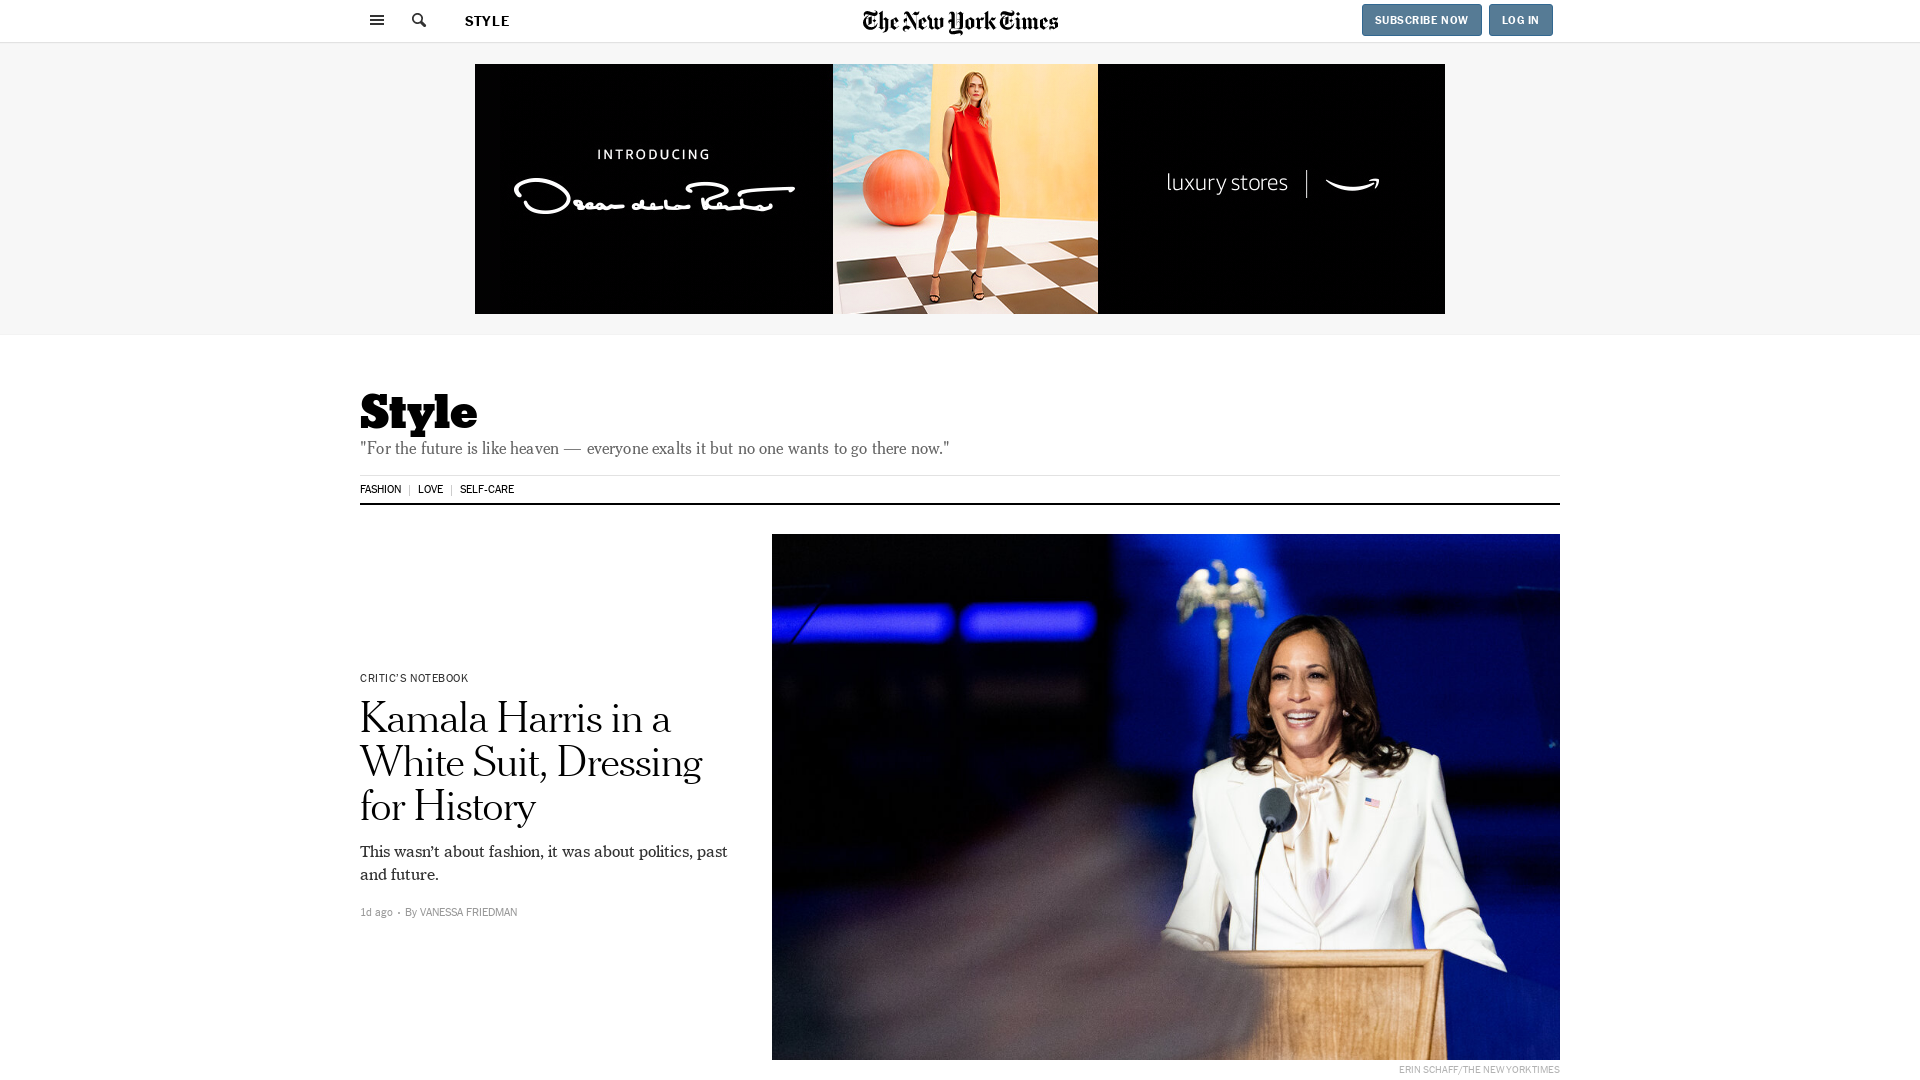 STYLE
The New York Times
SUBSCRIBE NOW
LOG IN
INTRODUCING
Oscar de la Renta
luxury stores
Style
"For the future is like heaven — everyone exalts it but no one wants to go there now."
FASHION
LOVE
SELF-CARE
CRITIC’S NOTEBOOK
Kamala Harris in a
White Suit, Dressing
for History
This wasn’t about fashion, it was about politics, past
and future.
1d ago · By VANESSA FRIEDMAN
ERIN SCHAFF/THE NEW YORK TIMES